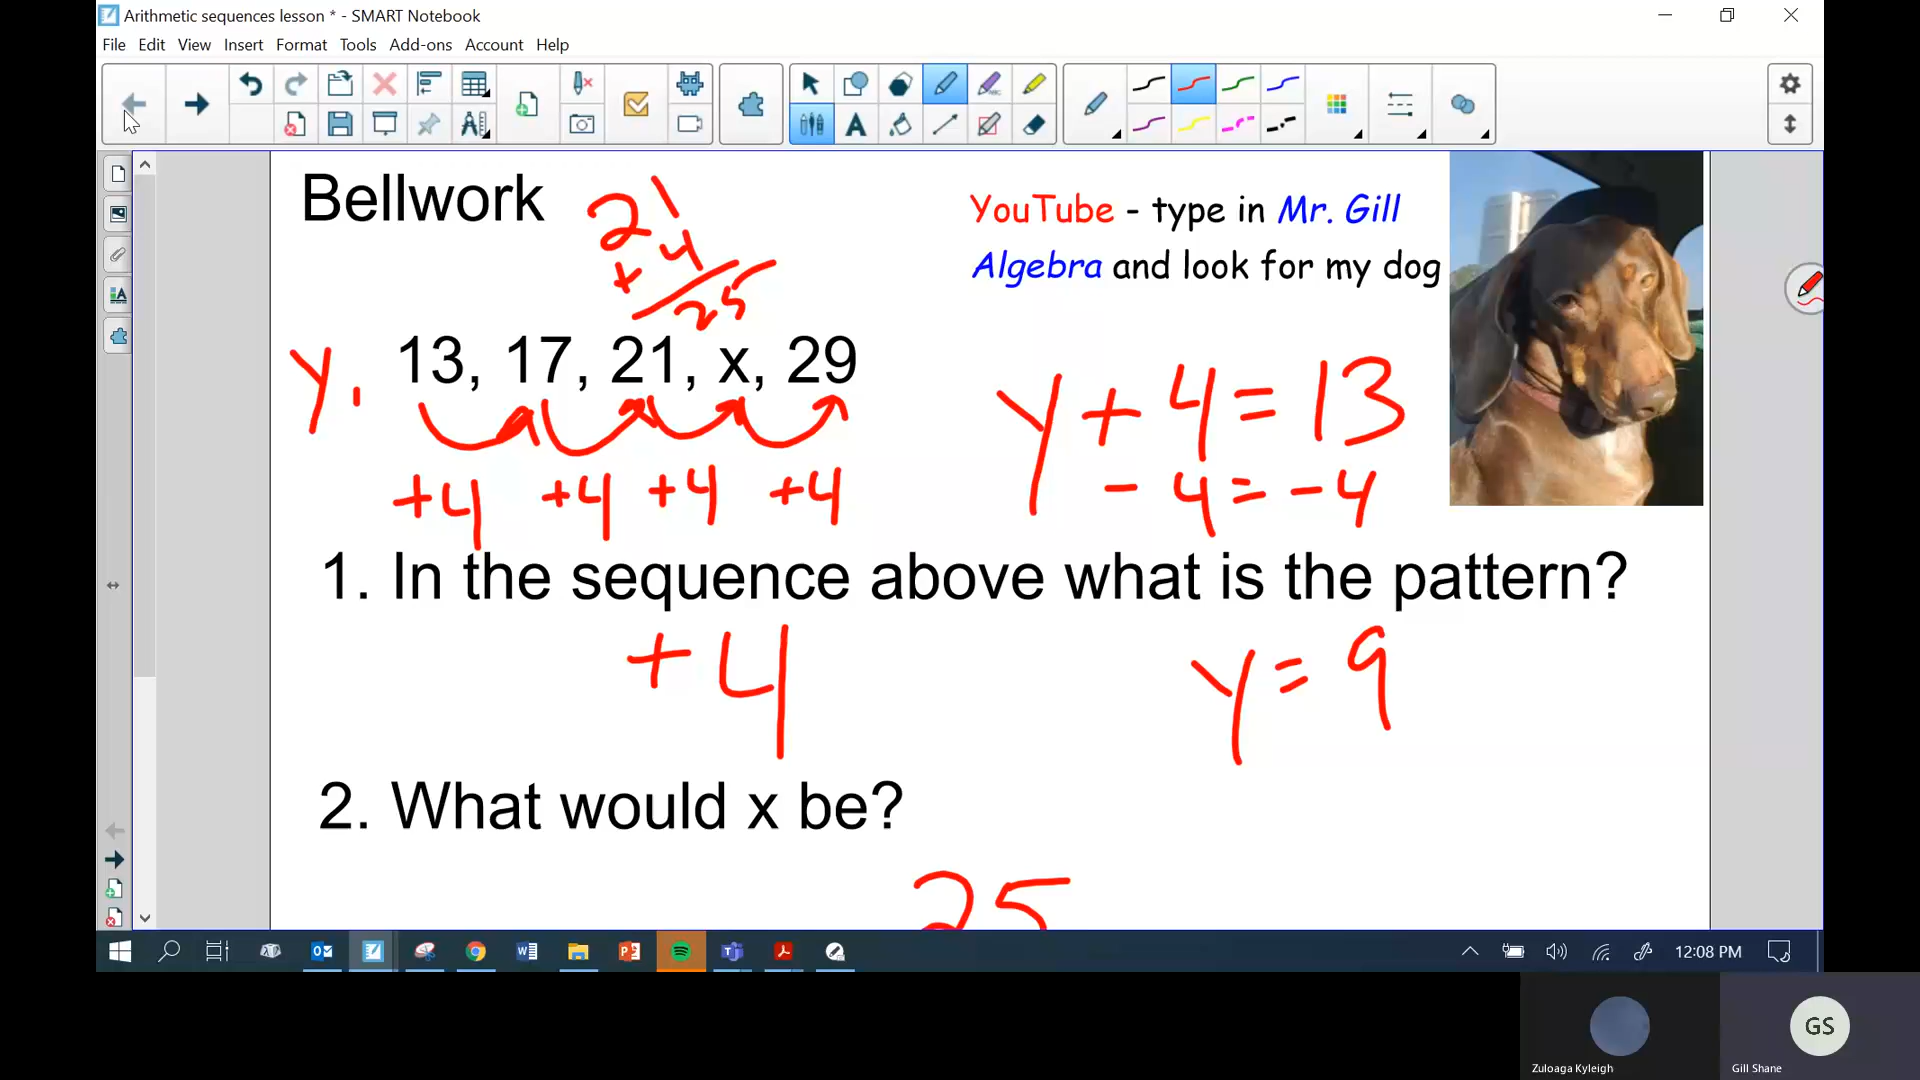 Arithmetic sequences lesson * - SMART Notebook
File Edit View Insert Format Tools Add-ons Account Help
Bellwork
21
+ 4
25
YouTube - type in Mr. Gill
Algebra and look for my dog
y, 13, 17, 21, x, 29
+4 +4 +4 +4
y + 4 = 13
- 4 = - 4
1. In the sequence above what is the pattern?
+ 4
y = 9
2. What would x be?
25
12:08 PM
GS
Zuloaga Kyleigh
Gill Shane